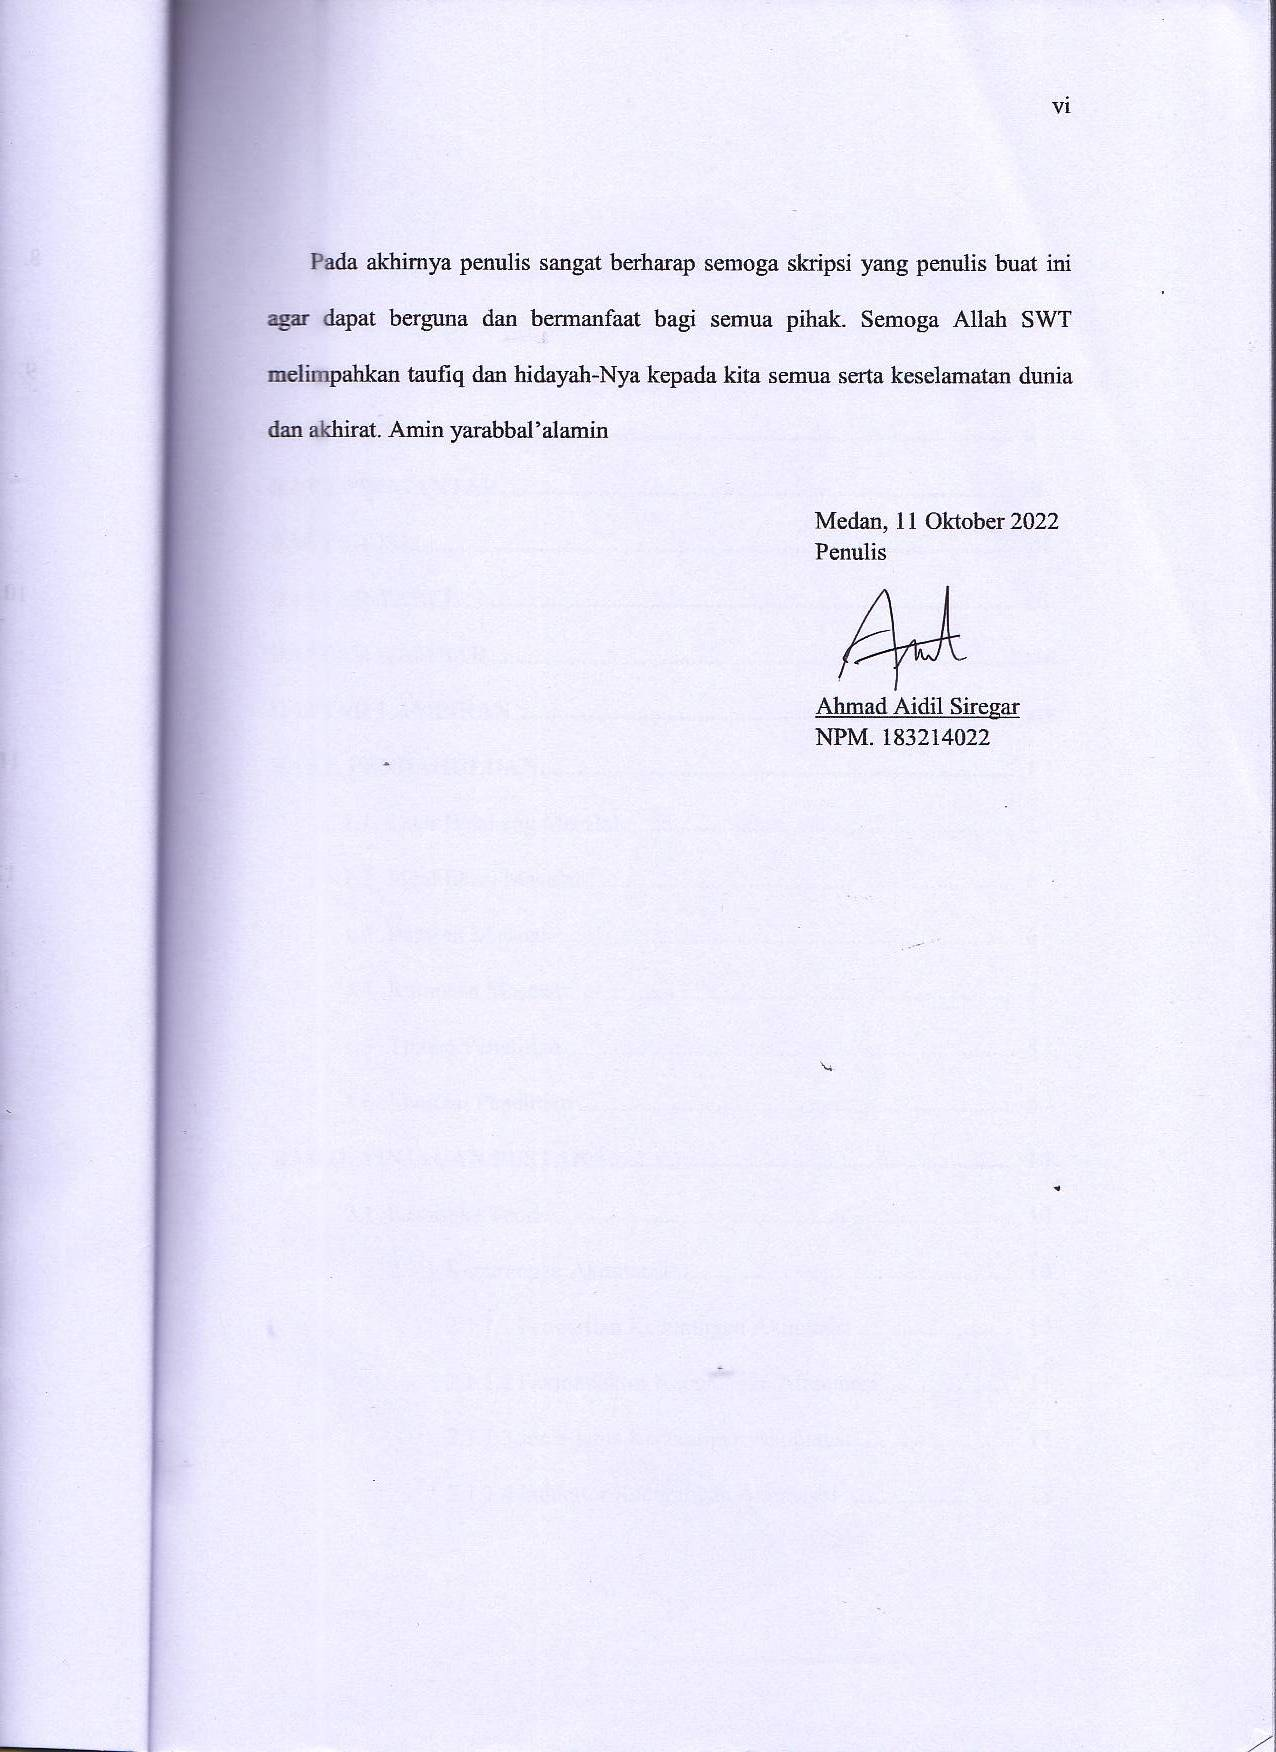 vi
Pada akhirnya penulis sangat berharap semoga skripsi yang penulis buat ini
agar dapat berguna dan bermanfaat bagi semua pihak. Semoga Allah SWT
melimpahkan taufiq dan hidayah-Nya kepada kita semua serta keselamatan dunia
dan akhirat. Amin yarabbal’alamin
Medan, 11 Oktober 2022
Penulis
Ahmad Aidil Siregar
NPM. 183214022